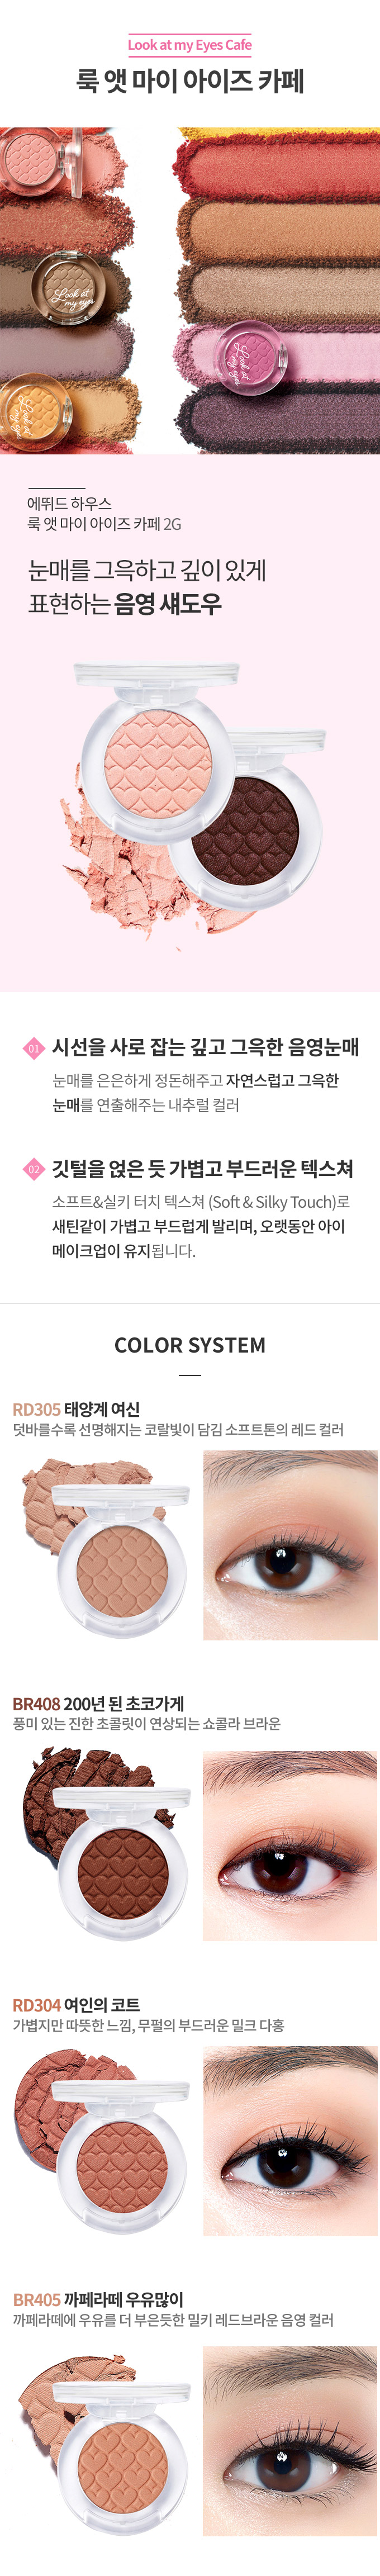 Look at my Eyes Cafe
룩 앳 마이 아이즈 카페
Look at
my eyes
Look at
my eyes
에뛰드 하우스
룩 앳 마이 아이즈 카페 2G
눈매를 그윽하고 깊이 있게
표현하는 음영 섀도우
01 시선을 사로 잡는 깊고 그윽한 음영눈매
눈매를 은은하게 정돈해주고 자연스럽고 그윽한
눈매를 연출해주는 내추럴 컬러
02 깃털을 얹은 듯 가볍고 부드러운 텍스쳐
소프트&실키 터치 텍스쳐 (Soft & Silky Touch)로
새틴같이 가볍고 부드럽게 발리며, 오랫동안 아이
메이크업이 유지됩니다.
COLOR SYSTEM
RD305 태양계 여신
덧바를수록 선명해지는 코랄빛이 담김 소프트톤의 레드 컬러
BR408 200년 된 초코가게
풍미 있는 진한 초콜릿이 연상되는 쇼콜라 브라운
RD304 여인의 코트
가볍지만 따뜻한 느낌, 무펄의 부드러운 밀크 다홍
BR405 까페라떼 우유많이
까페라떼에 우유를 더 부은듯한 밀키 레드브라운 음영 컬러